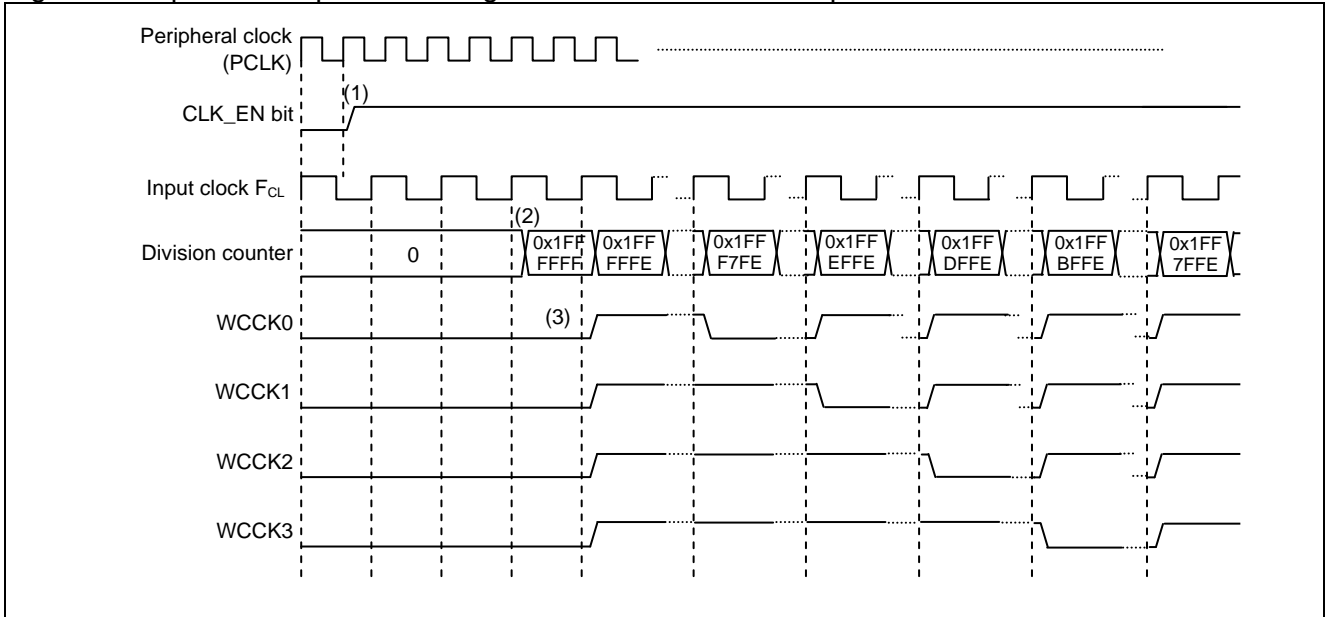 Peripheral clock
(PCLK)
(1)
CLK_EN bit
Input clock FCL
(2)
Division counter
0
0x1FF
FFFF
0x1FF
FFFE
0x1FF
F7FE
0x1FF
EFFE
0x1FF
DFFE
0x1FF
BFFE
0x1FF
7FFE
WCCK0
(3)
WCCK1
WCCK2
WCCK3